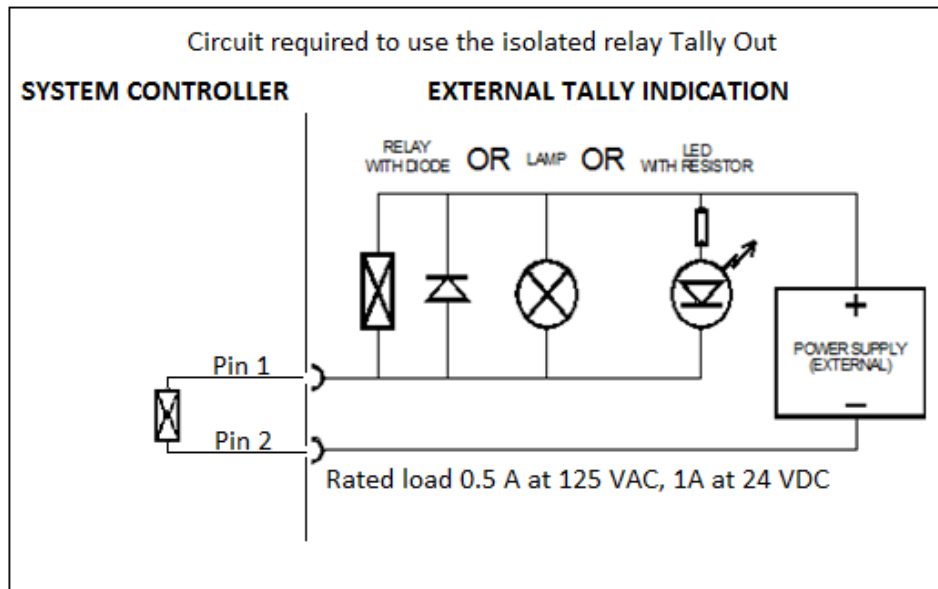 Circuit required to use the isolated relay Tally Out
SYSTEM CONTROLLER
EXTERNAL TALLY INDICATION
RELAY
WITH DIODE
OR
LAMP
OR
LED
WITH RESISTOR
+
POWER SUPPLY
(EXTERNAL)
−
Pin 1
Pin 2
Rated load 0.5 A at 125 VAC, 1A at 24 VDC